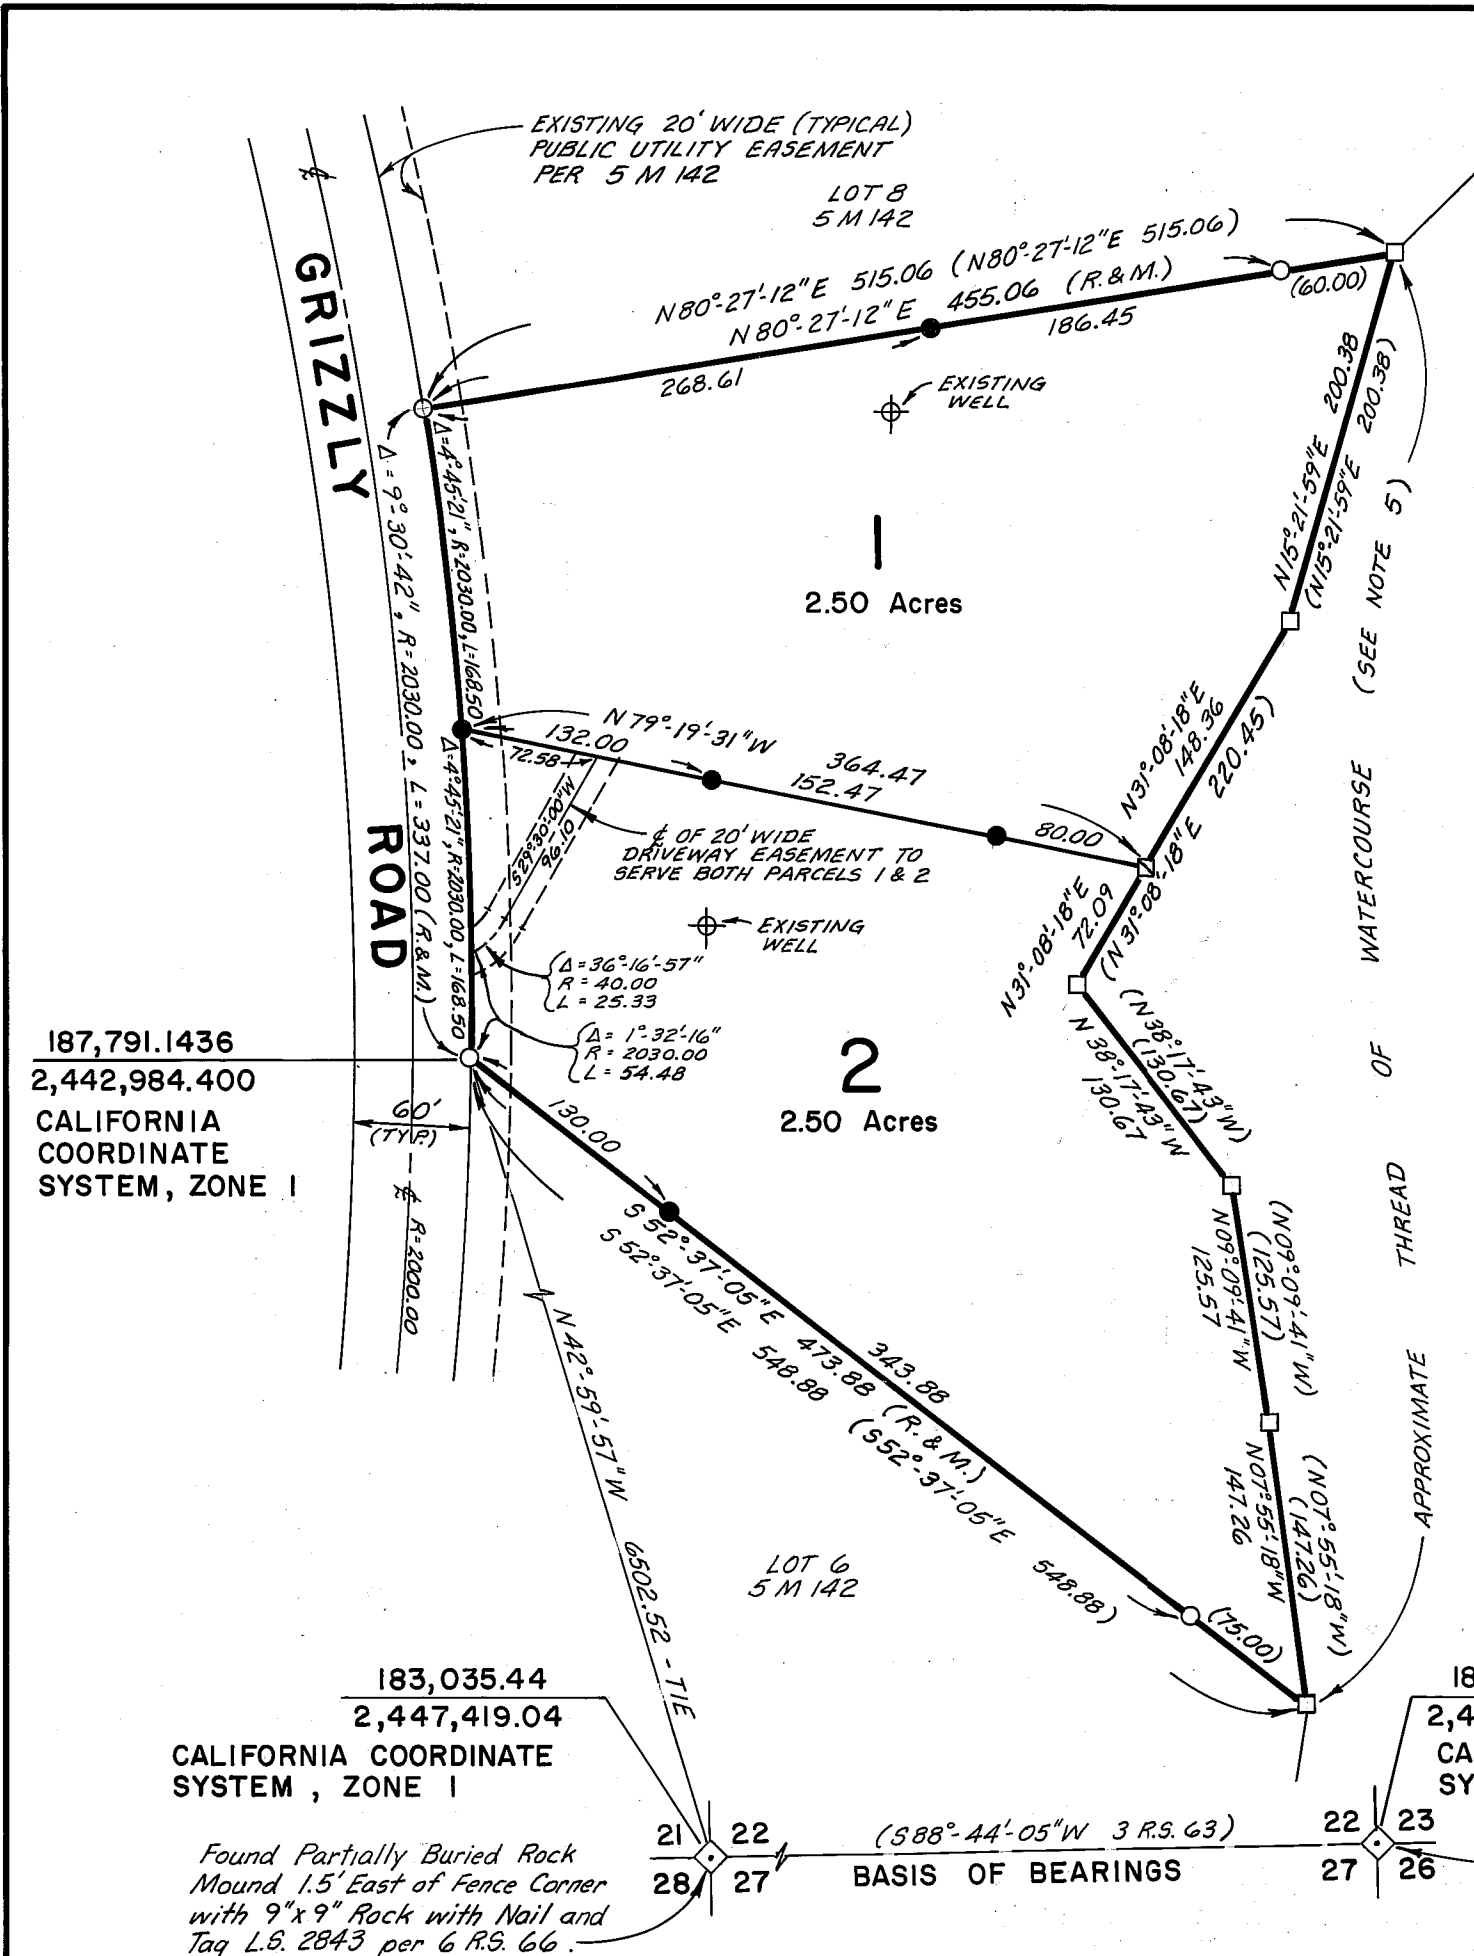 EXISTING 20' WIDE (TYPICAL)
PUBLIC UTILITY EASEMENT
PER 5 M 142
LOT 8
5 M 142
℄
GRIZZLY
ROAD
N80°-27'-12"E 515.06 (N80°-27'-12"E 515.06)
N80°-27'-12"E 455.06 (R.&M.)
268.61
186.45
(60.00)
EXISTING
WELL
N15°-21'-59"E 200.38
(N15°-21'-59"E 200.38)
(SEE NOTE 5)
Δ=4°-45'-21", R=2030.00, L=168.50
Δ=9°-30'-42", R=2030.00, L=337.00 (R.&M.)
1
2.50 Acres
N31°-08'-18"E
148.36
220.45)
(N31°-08'-18"E
N79°-19'-31"W
132.00
72.58
364.47
152.47
80.00
S29°-30'-00"W
96.10
℄ OF 20' WIDE
DRIVEWAY EASEMENT TO
SERVE BOTH PARCELS 1 & 2
Δ=4°-45'-21", R=2030.00, L=168.50
EXISTING
WELL
N31°-08'-18"E
72.09
Δ=36°-16'-57"
R=40.00
L=25.33
Δ=1°-32'-16"
R=2030.00
L=54.48
(N38°-17'-43"W)
(130.67)
N38°-17'-43"W
130.67
187,791.1436
2,442,984.400
CALIFORNIA
COORDINATE
SYSTEM, ZONE 1
60'
(TYP.)
℄ R=2000.00
2
2.50 Acres
130.00
S52°-37'-05"E 473.88 (R.&M.)
S52°-37'-05"E 548.88 (S52°-37'-05"E 548.88)
343.88
(75.00)
(N09°-09'-41"W)
(125.57)
N09°-09'-41"W
125.57
(N07°-55'-18"W)
(147.26)
N07°-55'-18"W
147.26
APPROXIMATE THREAD OF WATERCOURSE
N42°-59'-57"W 6502.52 - TIE
LOT 6
5 M 142
183,035.44
2,447,419.04
CALIFORNIA COORDINATE
SYSTEM, ZONE 1
18
2,4
CA
SY
21 22
28 27
(S88°-44'-05"W 3 R.S. 63)
BASIS OF BEARINGS
22 23
27 26
Found Partially Buried Rock
Mound 1.5' East of Fence Corner
with 9"x9" Rock with Nail and
Tag L.S. 2843 per 6 R.S. 66.